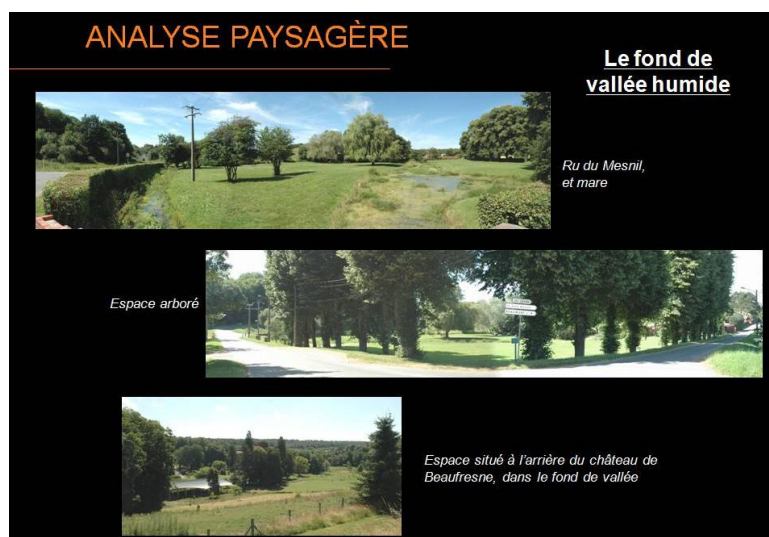 ANALYSE PAYSAGÈRE
Le fond de
vallée humide
Ru du Mesnil,
et mare
Espace arboré
Espace situé à l'arrière du château de
Beaufresne, dans le fond de vallée